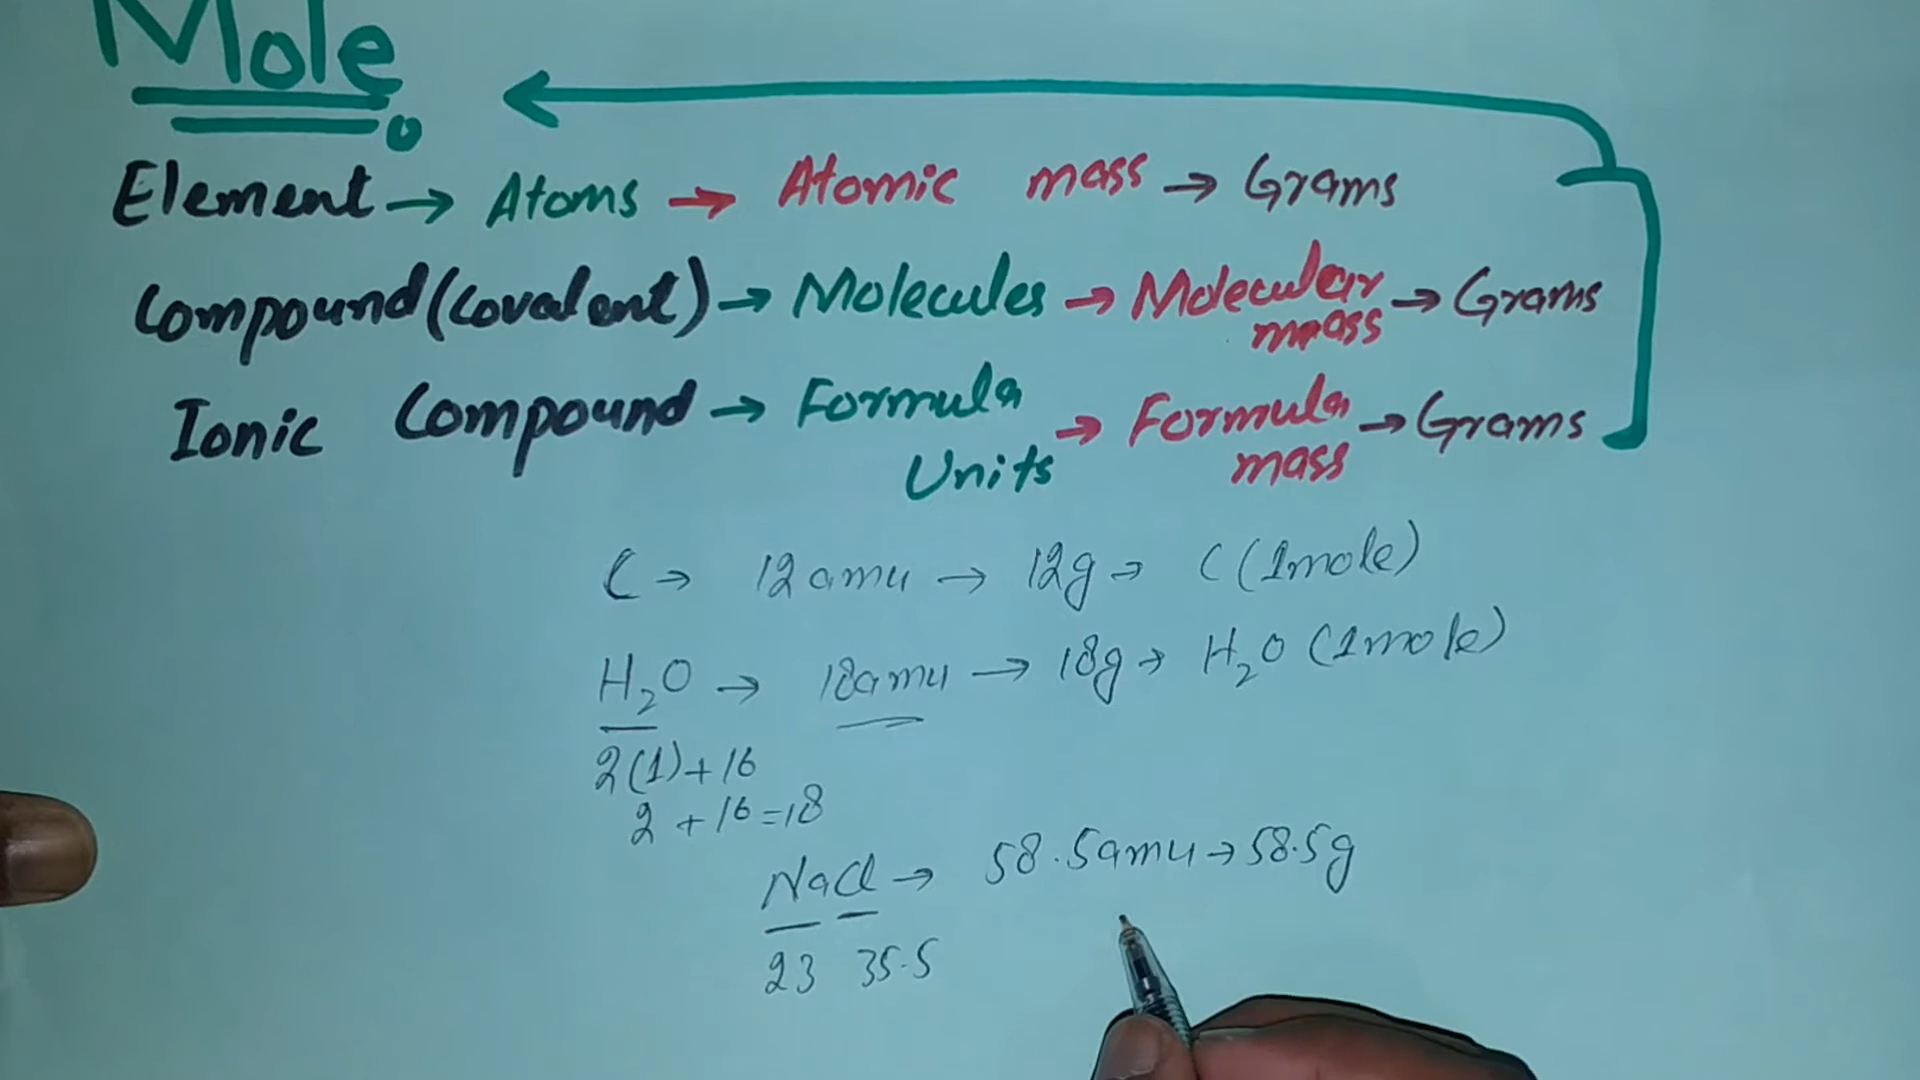 Mole
Element → Atoms → Atomic mass → Grams
Compound (Covalent) → Molecules → Molecular mass → Grams
Ionic Compound → Formula Units → Formula mass → Grams
C → 12amu → 12g → C (1mole)
H₂O → 18amu → 18g → H₂O (1mole)
2(1)+16
2+16=18
NaCl → 58.5amu → 58.5g
23 35.5